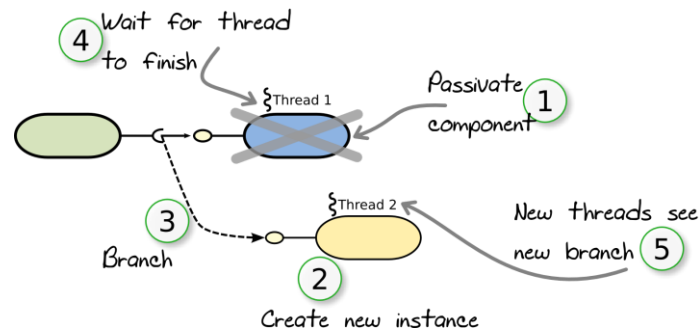 4 Wait for thread
to finish
Thread 1
Passivate 1
component
Thread 2
3
Branch
2
Create new instance
New threads see
new branch 5